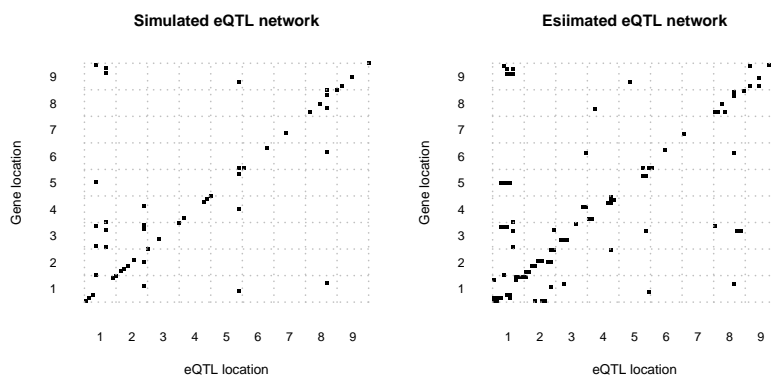 Simulated eQTL network
Gene location
9
8
7
6
5
4
3
2
1
1 2 3 4 5 6 7 8 9
eQTL location
Esiimated eQTL network
Gene location
9
8
7
6
5
4
3
2
1
1 2 3 4 5 6 7 8 9
eQTL location